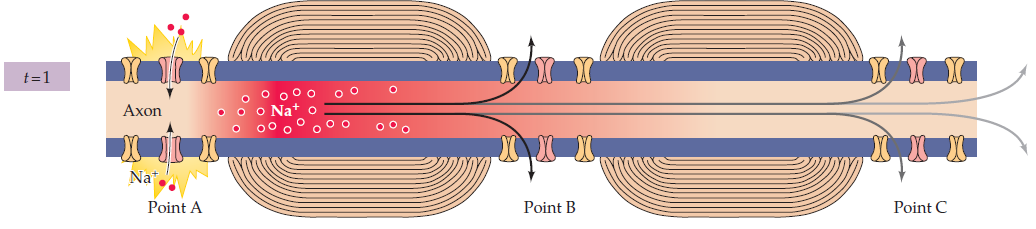 t=1
Axon
Na+
Na+
Point A
Point B
Point C